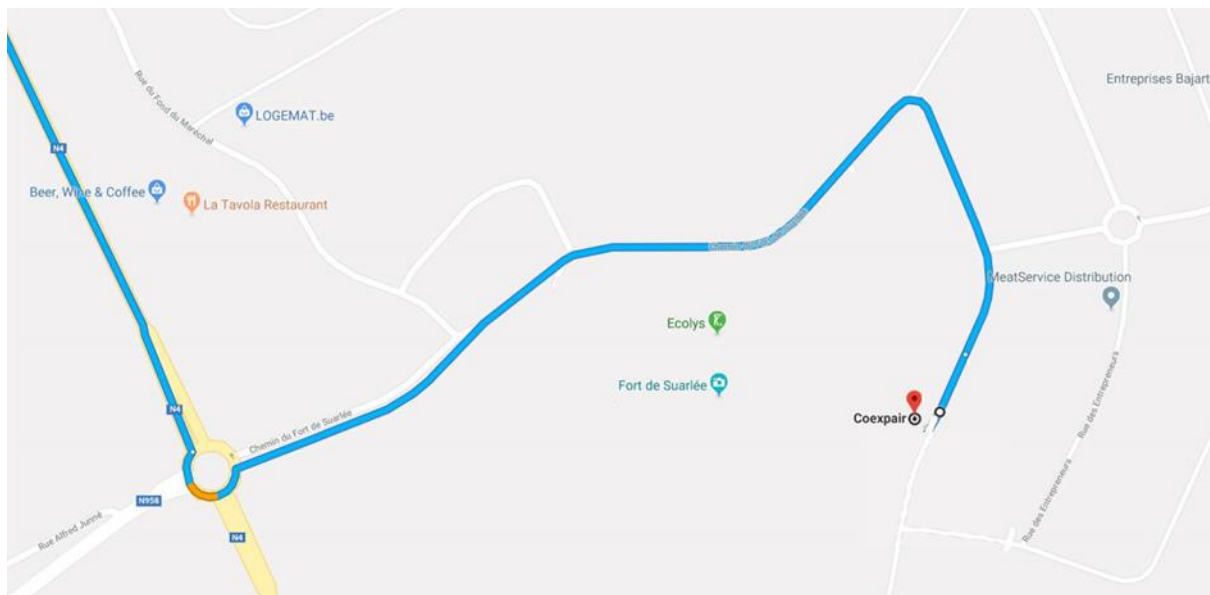 Entreprises Bajart
Rue du Fond du Maréchal
LOGEMAT.be
N4
Beer, Wine & Coffee
La Tavola Restaurant
MeatService Distribution
Ecolys
Fort de Suarlée
Coexpair
N4
Chemin du Fort de Suarlée
Rue des Entrepreneurs
N958
Rue des Entrepreneurs
Rue Alfred Junné
N4